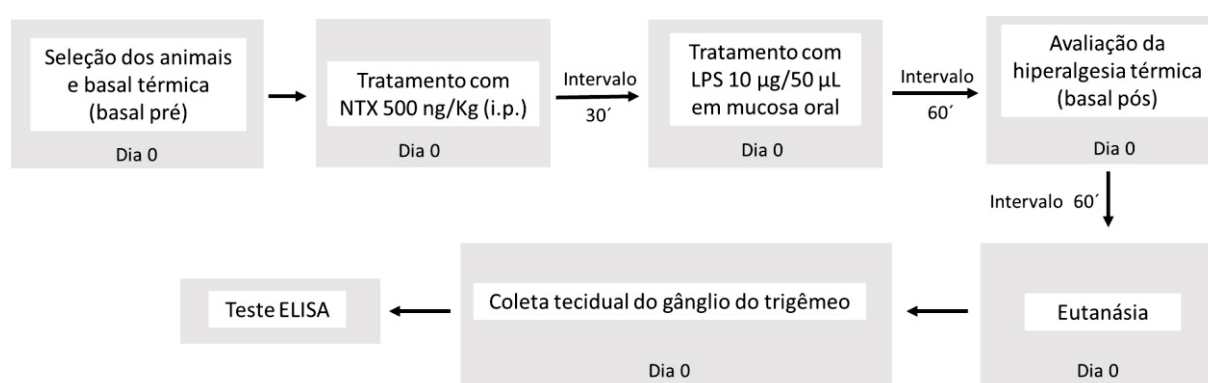 Seleção dos animais
e basal térmica
(basal pré)
Dia 0
Tratamento com
NTX 500 ng/Kg (i.p.)
Dia 0
Intervalo
30´
Tratamento com
LPS 10 µg/50 µL
em mucosa oral
Dia 0
Intervalo
60´
Avaliação da
hiperalgesia térmica
(basal pós)
Dia 0
Intervalo 60´
Eutanásia
Dia 0
Coleta tecidual do gânglio do trigêmeo
Dia 0
Teste ELISA